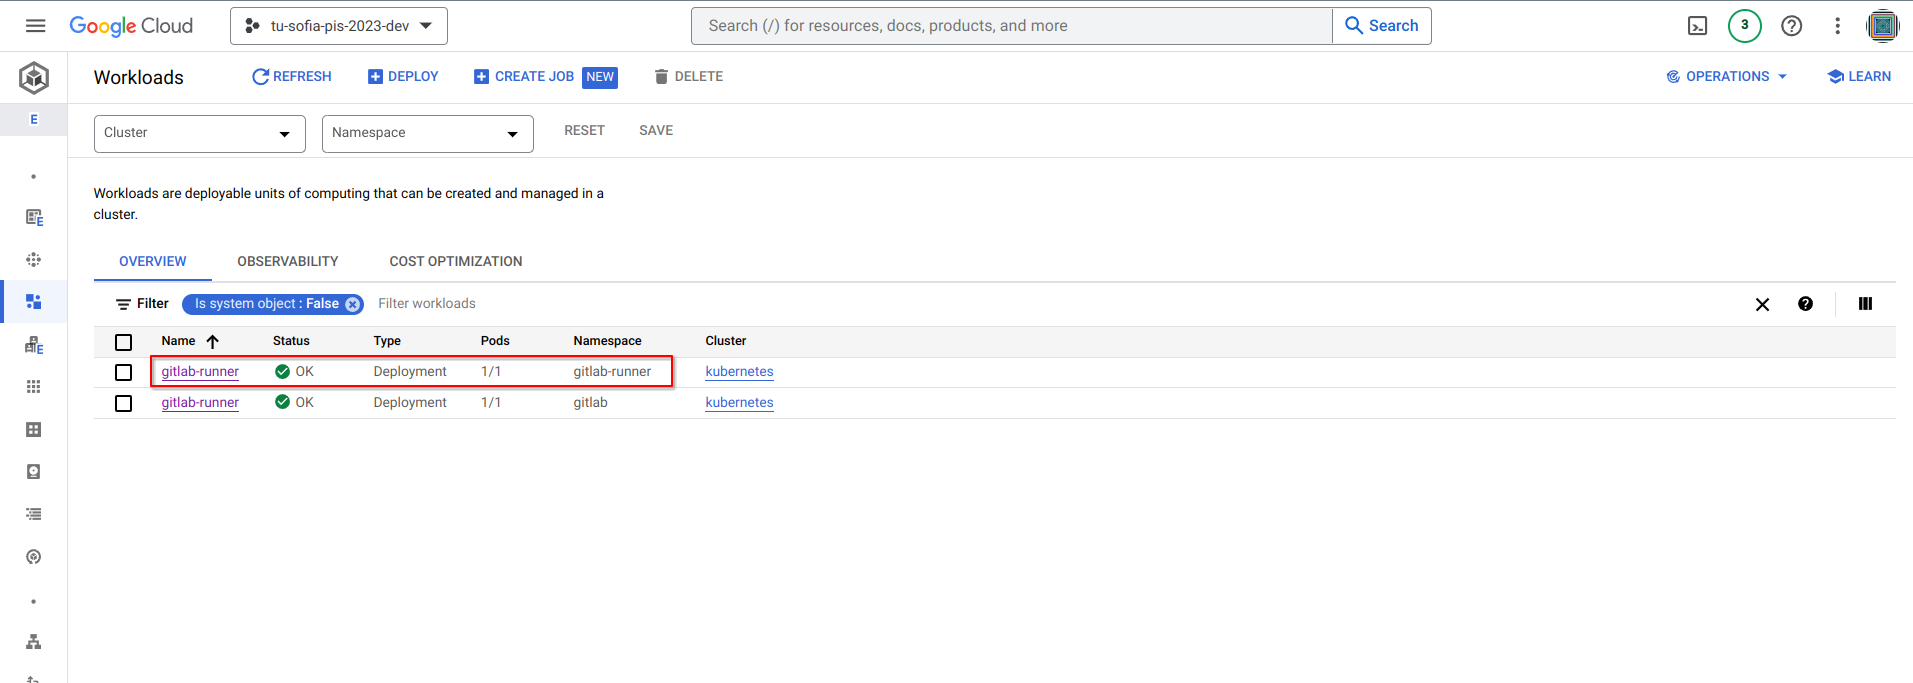 Google Cloud
tu-sofia-pis-2023-dev
Search (/) for resources, docs, products, and more
Search
3
Workloads
REFRESH
DEPLOY
CREATE JOB NEW
DELETE
OPERATIONS
LEARN
E
Cluster
Namespace
RESET
SAVE
Workloads are deployable units of computing that can be created and managed in a
cluster.
E
OVERVIEW
OBSERVABILITY
COST OPTIMIZATION
Filter
Is system object : False
Filter workloads
E
Name Status Type Pods Namespace Cluster
gitlab-runner OK Deployment 1/1 gitlab-runner kubernetes
gitlab-runner OK Deployment 1/1 gitlab kubernetes